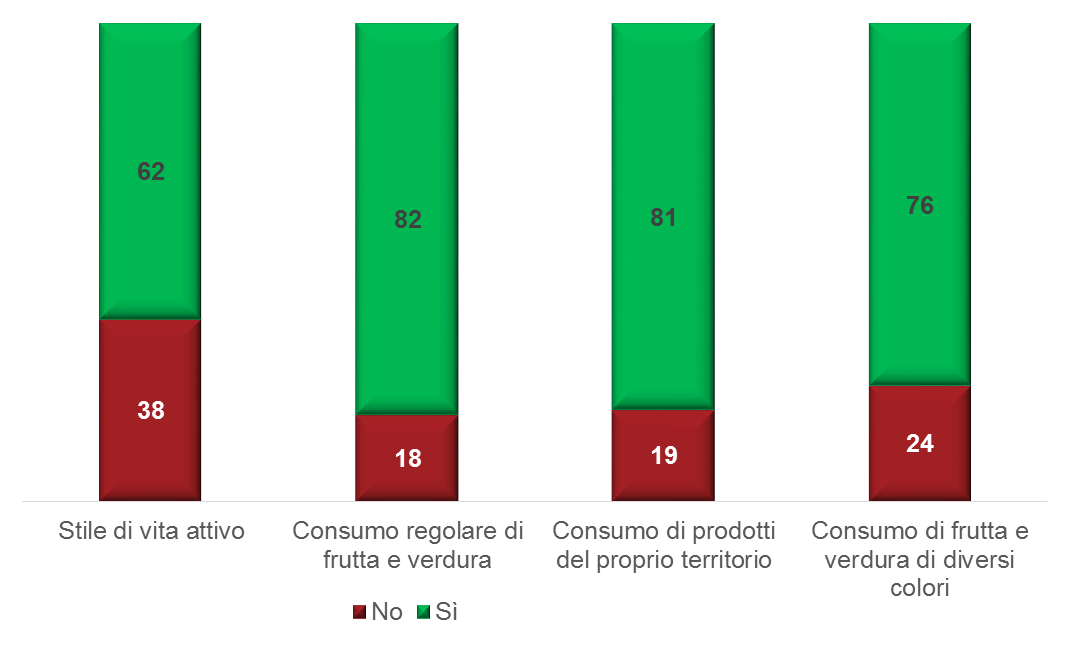 62
82
81
76
38
18
19
24
Stile di vita attivo
Consumo regolare di
frutta e verdura
Consumo di prodotti
del proprio territorio
Consumo di frutta e
verdura di diversi
colori
No Sì